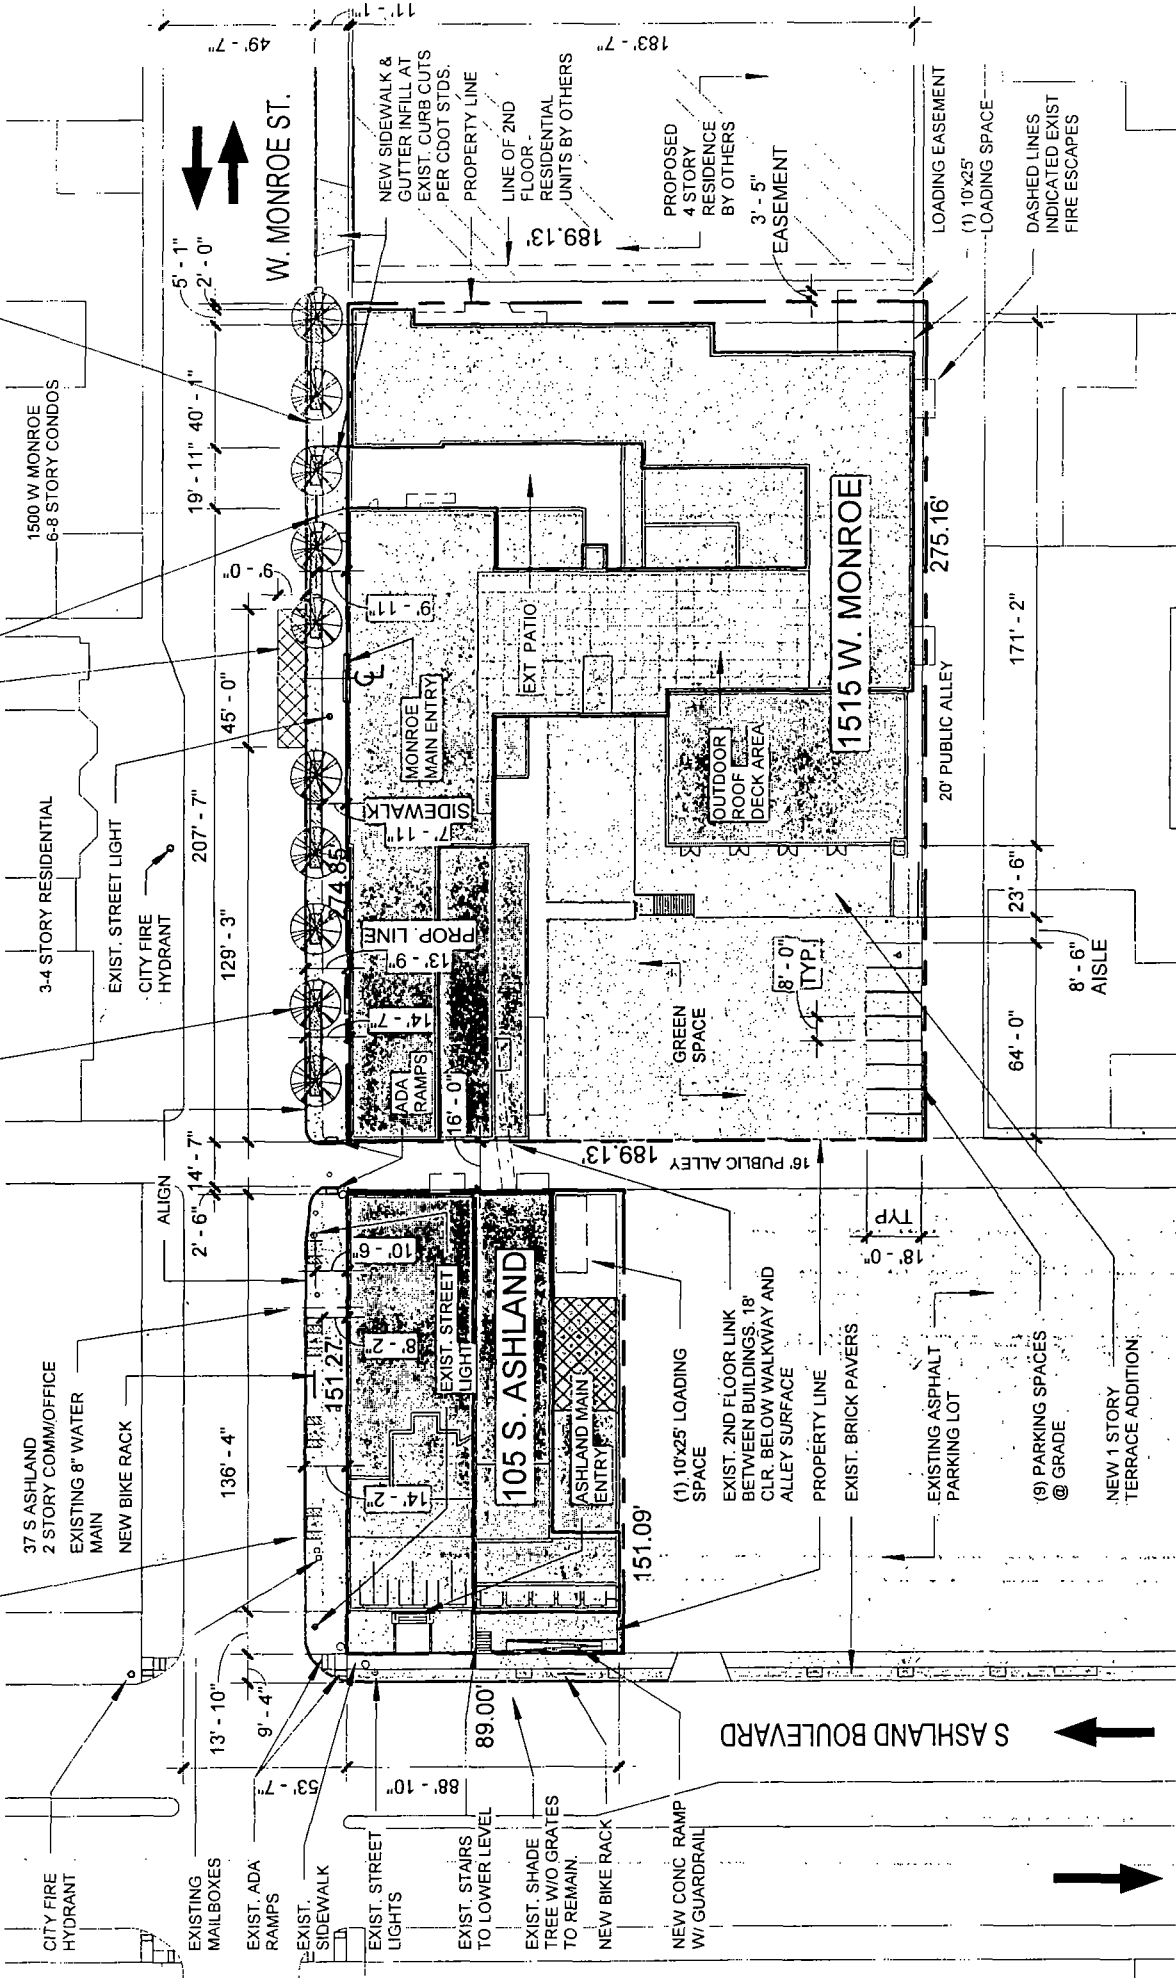 11' - 1"
49' - 7"
183' - 7"
W. MONROE ST.
NEW SIDEWALK &
GUTTER INFILL AT
EXIST. CURB CUTS
PER CDOT STDS.
PROPERTY LINE
LINE OF 2ND
FLOOR -
RESIDENTIAL
UNITS BY OTHERS
189.13'
PROPOSED
4 STORY
RESIDENCE
BY OTHERS
3' - 5"
EASEMENT
LOADING EASEMENT
(1) 10'x25'
LOADING SPACE
DASHED LINES
INDICATED EXIST
FIRE ESCAPES
5' - 1"
2' - 0"
40' - 1"
19' - 11"
1500 W MONROE
6-8 STORY CONDOS
9' - 0"
45' - 0"
207' - 7"
129' - 3"
3-4 STORY RESIDENTIAL
EXIST. STREET LIGHT
CITY FIRE
HYDRANT
9' - 11"
CL
MONROE
MAIN ENTRY
EXT PATIO
SIDEWALK
7' - 11"
274.85'
PROP LINE
13' - 9"
14' - 7"
ADA
RAMPS
16' - 0"
OUTDOOR
ROOF
DECK AREA
1515 W. MONROE
275.16'
20' PUBLIC ALLEY
171' - 2"
23' - 6"
8' - 6"
AISLE
64' - 0"
8' - 0"
TYP.
GREEN
SPACE
189.13'
16' PUBLIC ALLEY
ALIGN
14' - 7"
2' - 6"
37 S ASHLAND
2 STORY COMM/OFFICE
EXISTING 8" WATER
MAIN
NEW BIKE RACK
136' - 4"
151.27'
10' - 6"
8' - 2"
14' - 2"
EXIST. STREET
LIGHT
105 S. ASHLAND
ASHLAND MAIN
ENTRY
151.09'
TYP
18' - 0"
(1) 10'x25' LOADING
SPACE
EXIST. 2ND FLOOR LINK
BETWEEN BUILDINGS. 18'
CLR. BELOW WALKWAY AND
ALLEY SURFACE
PROPERTY LINE
EXIST. BRICK PAVERS
EXISTING ASPHALT
PARKING LOT
(9) PARKING SPACES
@ GRADE
NEW 1 STORY
TERRACE ADDITION
13' - 10"
9' - 4"
53' - 7"
88' - 10"
89.00'
S ASHLAND BOULEVARD
CITY FIRE
HYDRANT
EXISTING
MAILBOXES
EXIST. ADA
RAMPS
EXIST.
SIDEWALK
EXIST. STREET
LIGHTS
EXIST. STAIRS
TO LOWER LEVEL
EXIST. SHADE
TREE W/O GRATES
TO REMAIN.
NEW BIKE RACK
NEW CONC RAMP
W/ GUARDRAIL